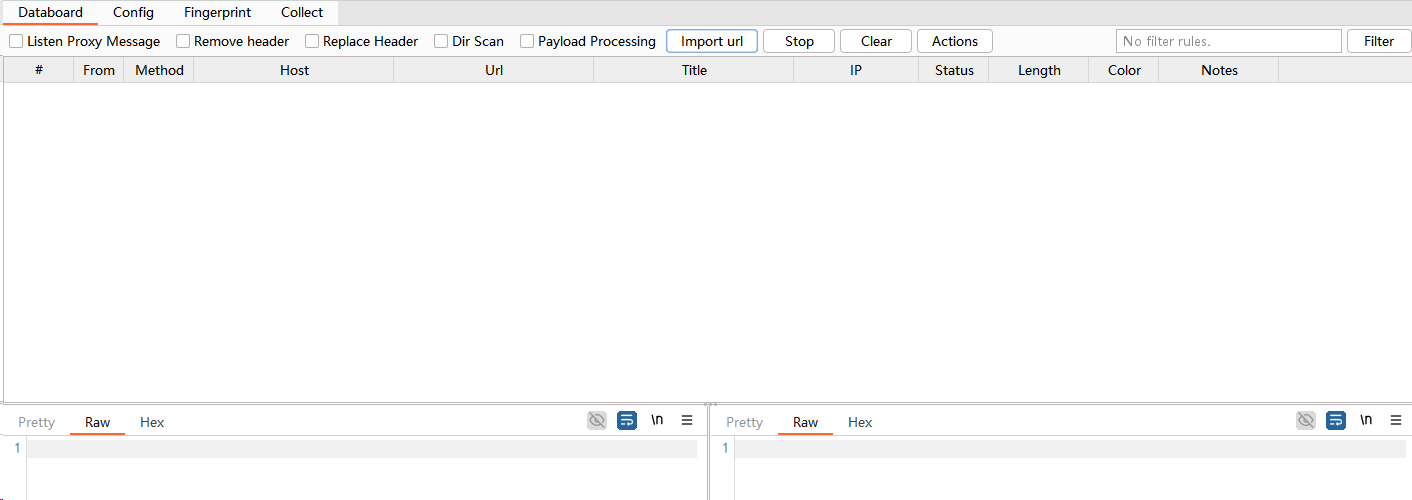 Databoard Config Fingerprint Collect
Listen Proxy Message Remove header Replace Header Dir Scan Payload Processing Import url Stop Clear Actions No filter rules. Filter
# From Method Host Url Title IP Status Length Color Notes
Pretty Raw Hex \n Pretty Raw Hex \n
1 1